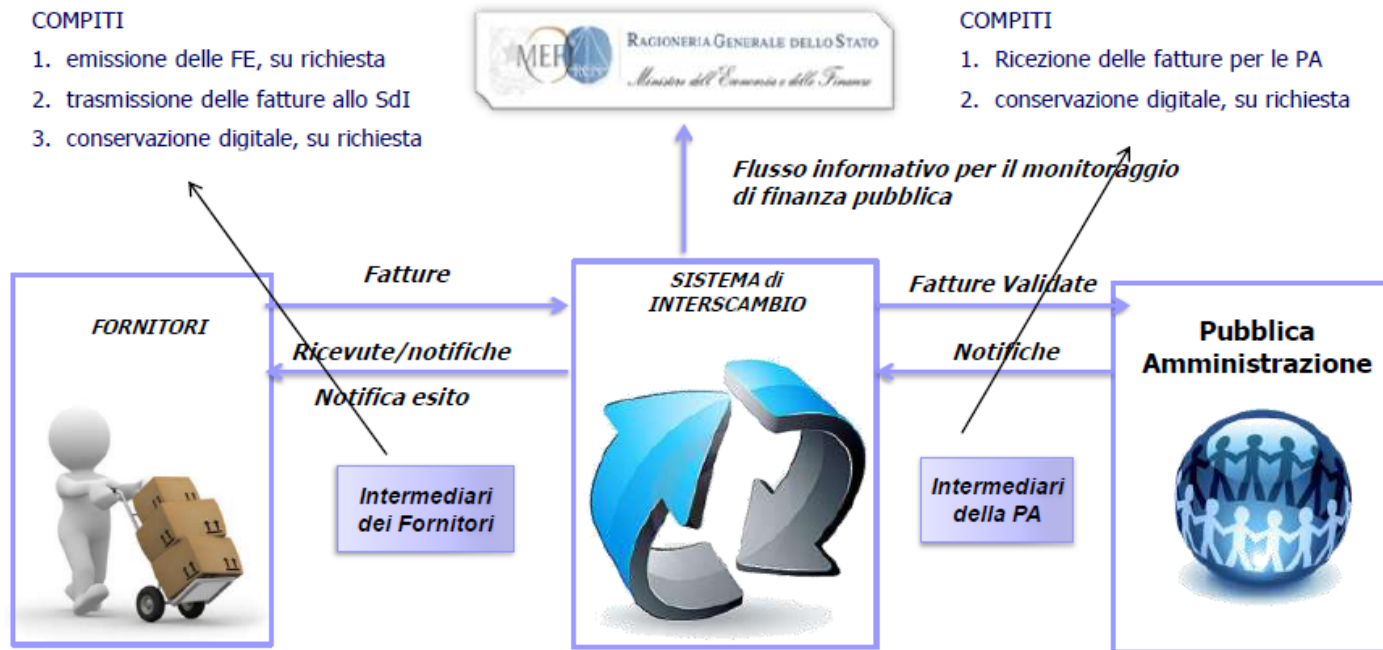 COMPITI
1. emissione delle FE, su richiesta
2. trasmissione delle fatture allo SdI
3. conservazione digitale, su richiesta
MEF
RAGIONERIA GENERALE DELLO STATO
Ministero dell'Economia e delle Finanze
COMPITI
1. Ricezione delle fatture per le PA
2. conservazione digitale, su richiesta
Flusso informativo per il monitoraggio
di finanza pubblica
FORNITORI
Fatture
Ricevute/notifiche
Notifica esito
SISTEMA di
INTERSCAMBIO
Fatture Validate
Notifiche
Pubblica
Amministrazione
Intermediari
dei Fornitori
Intermediari
della PA